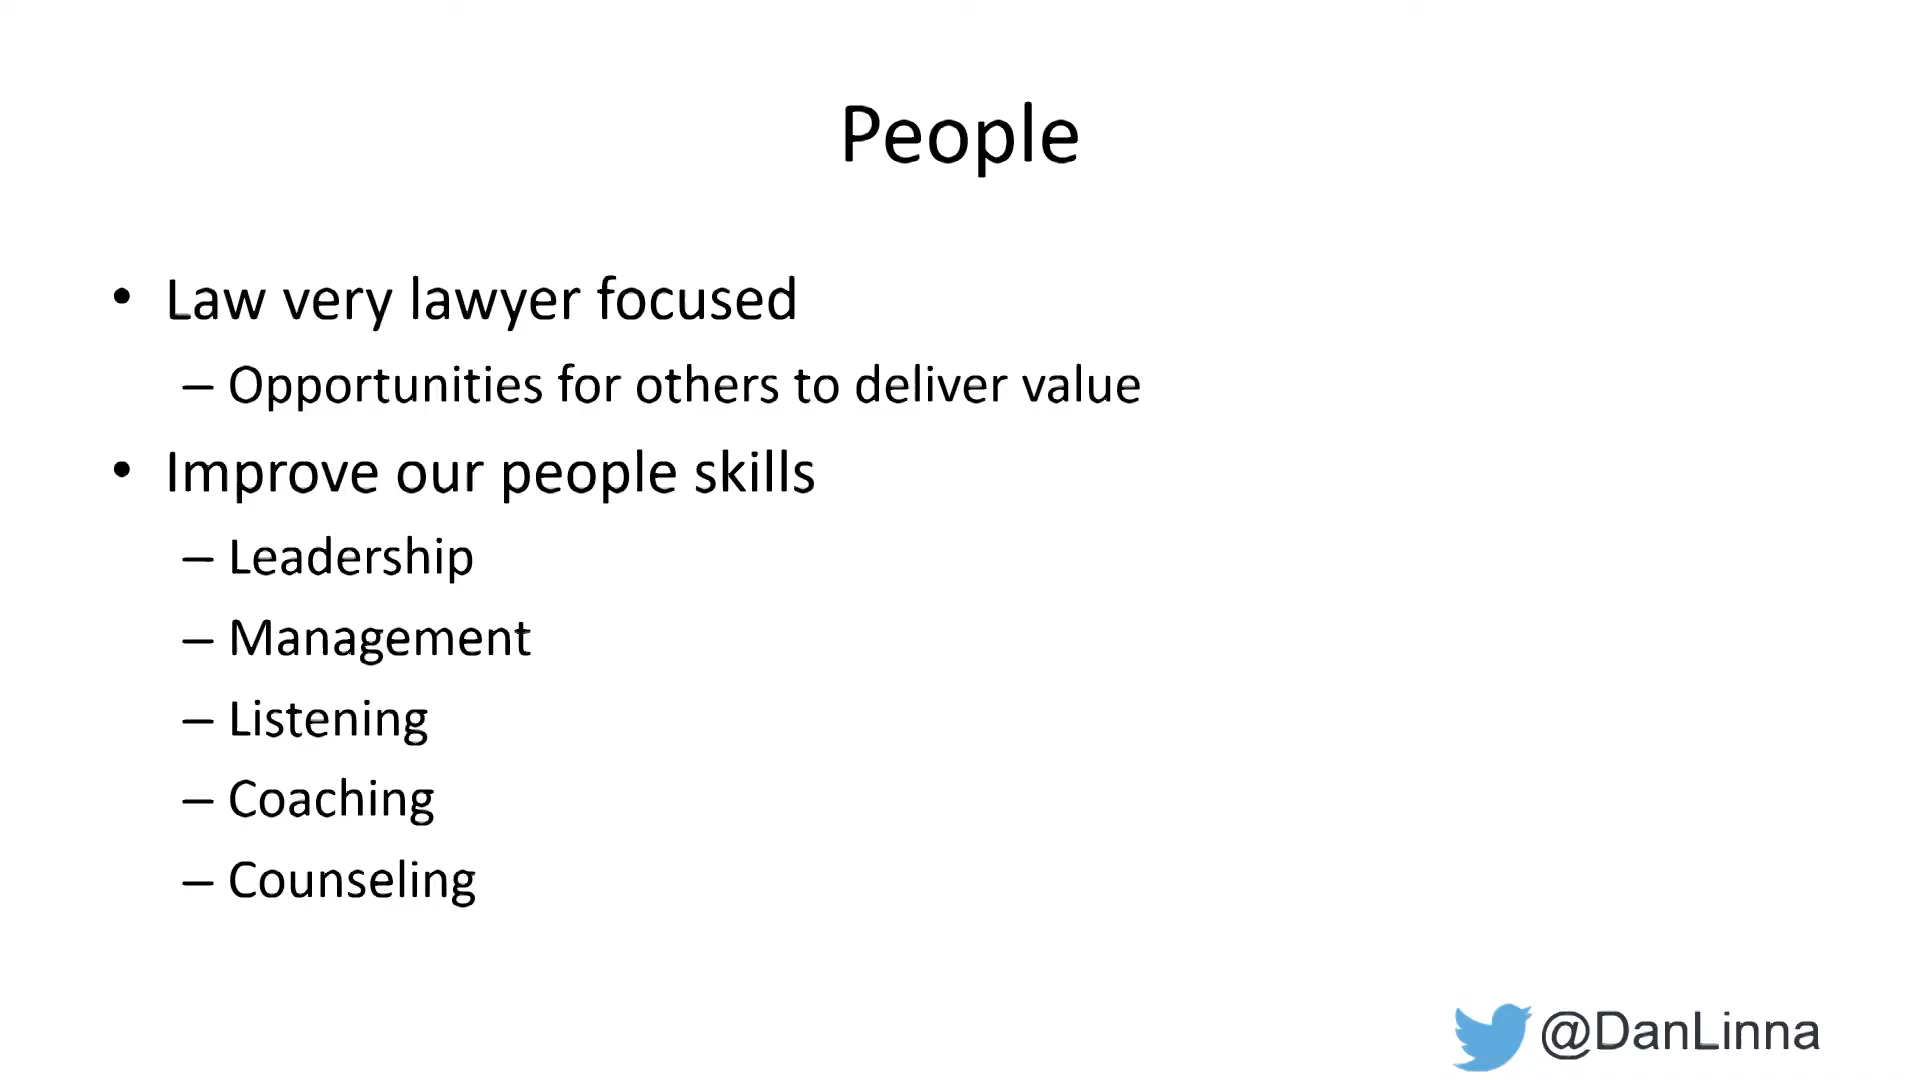 People
• Law very lawyer focused
– Opportunities for others to deliver value
• Improve our people skills
– Leadership
– Management
– Listening
– Coaching
– Counseling
@DanLinna